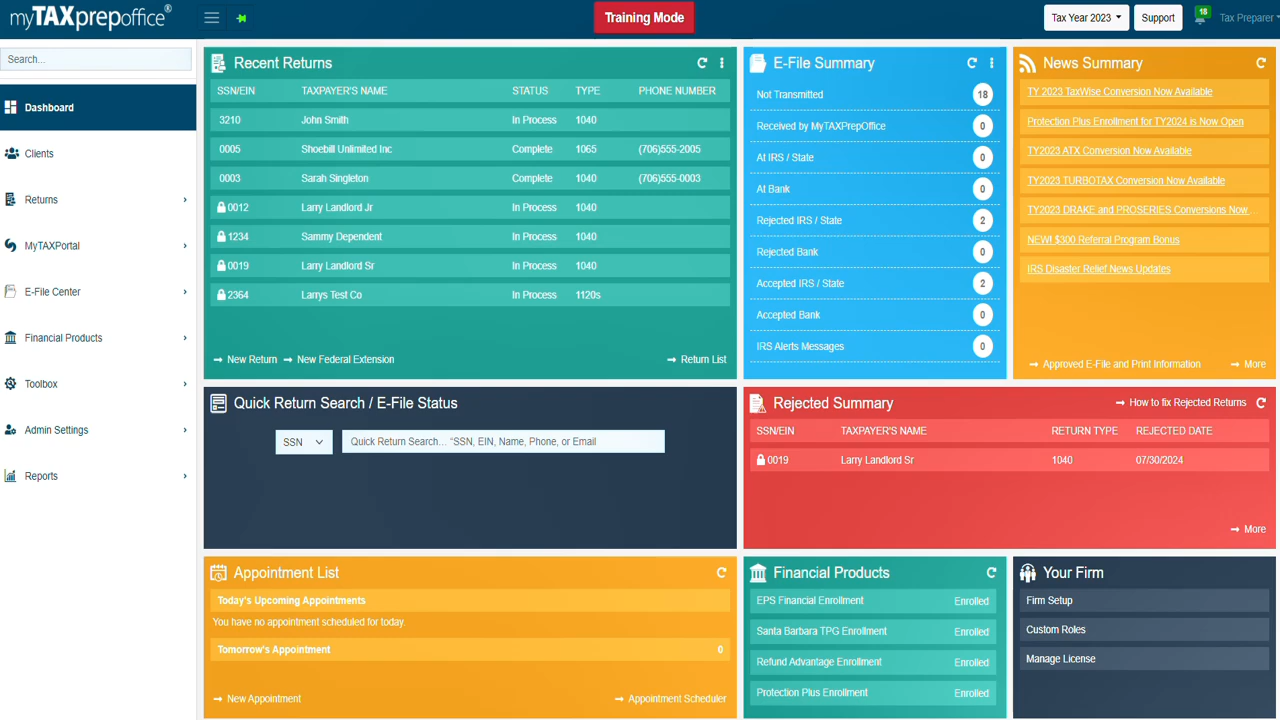 myTAXprepoffice®
Training Mode
Tax Year 2023
Support
18
Tax Preparer
Search...
Dashboard
Clients
Returns
MyTAXPortal
E-File Center
Financial Products
Toolbox
Admin Settings
Reports
Recent Returns
SSN/EIN TAXPAYER'S NAME STATUS TYPE PHONE NUMBER
3210 John Smith In Process 1040
0005 Shoebill Unlimited Inc Complete 1065 (706)555-2005
0003 Sarah Singleton Complete 1040 (706)555-0003
0012 Larry Landlord Jr In Process 1040
1234 Sammy Dependent In Process 1040
0019 Larry Landlord Sr In Process 1040
2364 Larrys Test Co In Process 1120s
→ New Return → New Federal Extension → Return List
E-File Summary
Not Transmitted 18
Received by MyTAXPrepOffice 0
At IRS / State 0
At Bank 0
Rejected IRS / State 2
Rejected Bank 0
Accepted IRS / State 2
Accepted Bank 0
IRS Alerts Messages 0
News Summary
TY 2023 TaxWise Conversion Now Available
Protection Plus Enrollment for TY2024 is Now Open
TY2023 ATX Conversion Now Available
TY2023 TURBOTAX Conversion Now Available
TY2023 DRAKE and PROSERIES Conversions Now ...
NEW! $300 Referral Program Bonus
IRS Disaster Relief News Updates
→ Approved E-File and Print Information → More
Quick Return Search / E-File Status
SSN Quick Return Search... "SSN, EIN, Name, Phone, or Email
Rejected Summary → How to fix Rejected Returns
SSN/EIN TAXPAYER'S NAME RETURN TYPE REJECTED DATE
0019 Larry Landlord Sr 1040 07/30/2024
→ More
Appointment List
Today's Upcoming Appointments
You have no appointment scheduled for today.
Tomorrow's Appointment 0
→ New Appointment → Appointment Scheduler
Financial Products
EPS Financial Enrollment Enrolled
Santa Barbara TPG Enrollment Enrolled
Refund Advantage Enrollment Enrolled
Protection Plus Enrollment Enrolled
Your Firm
Firm Setup
Custom Roles
Manage License